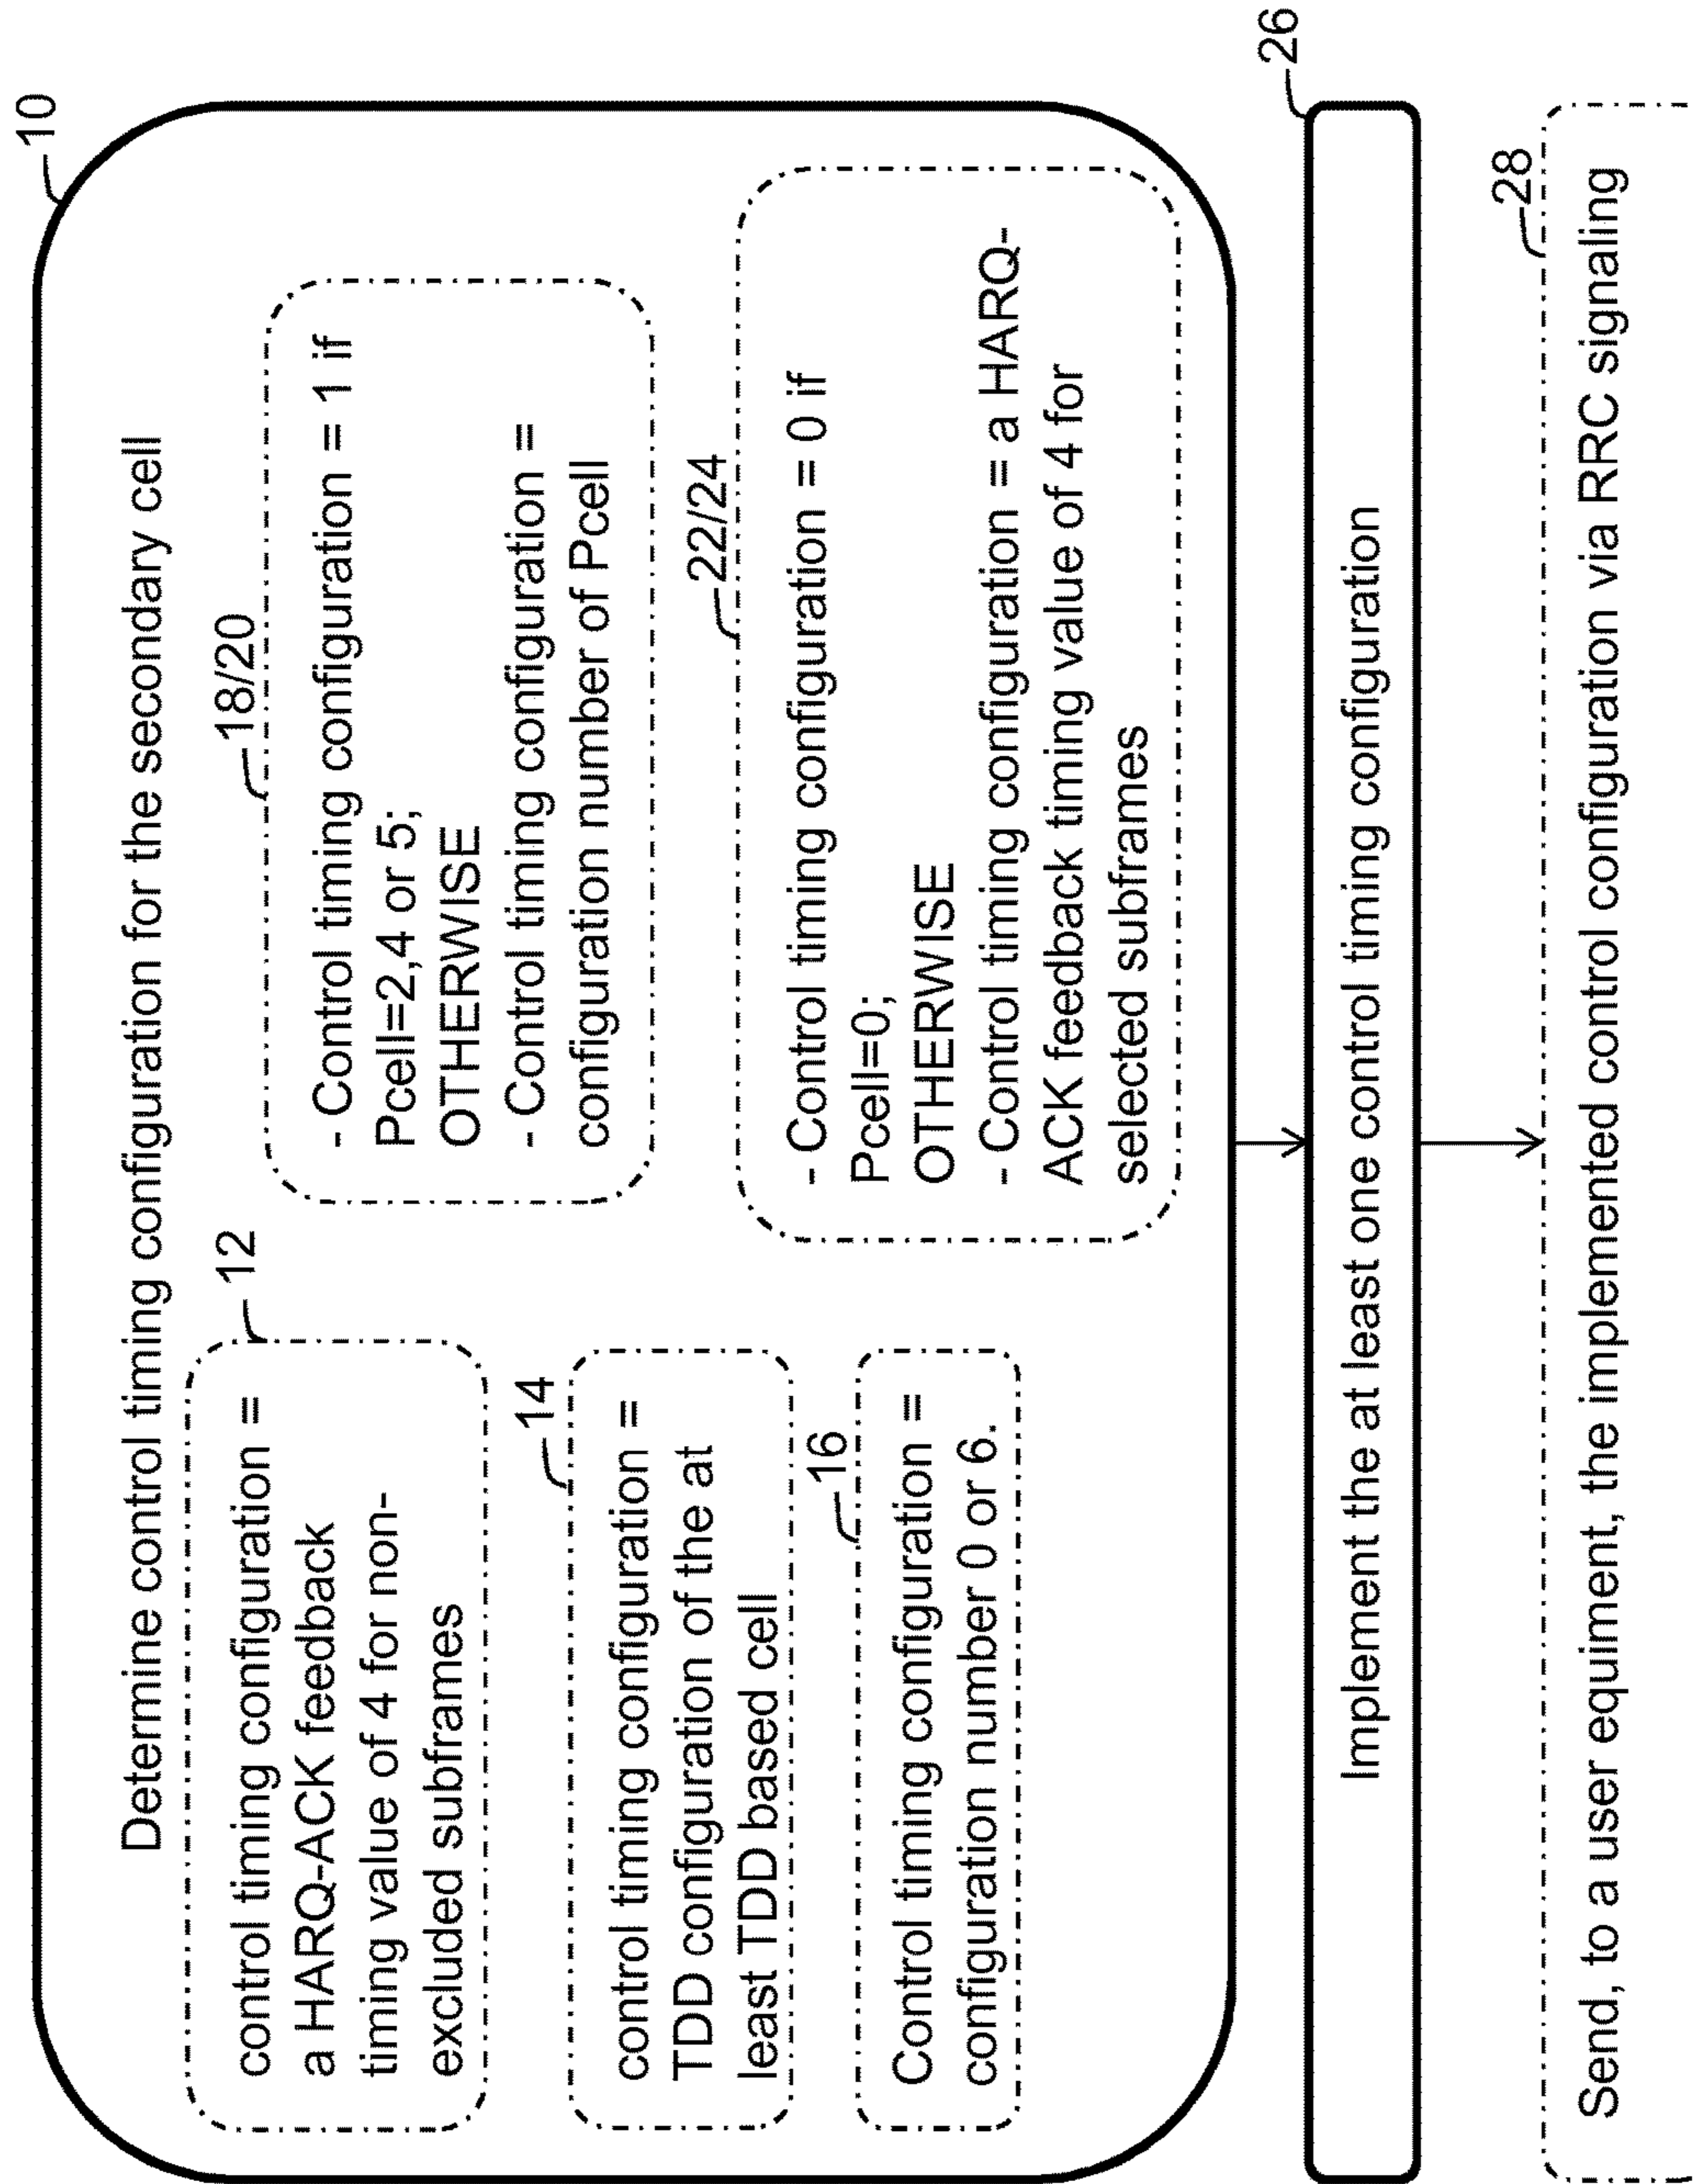 10
Determine control timing configuration for the secondary cell
12
control timing configuration =
a HARQ-ACK feedback
timing value of 4 for non-
excluded subframes
14
control timing configuration =
TDD configuration of the at
least TDD based cell
16
Control timing configuration =
configuration number 0 or 6.
18/20
- Control timing configuration = 1 if
Pcell=2,4 or 5;
OTHERWISE
- Control timing configuration =
configuration number of Pcell
22/24
- Control timing configuration = 0 if
Pcell=0;
OTHERWISE
- Control timing configuration = a HARQ-
ACK feedback timing value of 4 for
selected subframes
26
Implement the at least one control timing configuration
28
Send, to a user equiment, the implemented control configuration via RRC signaling